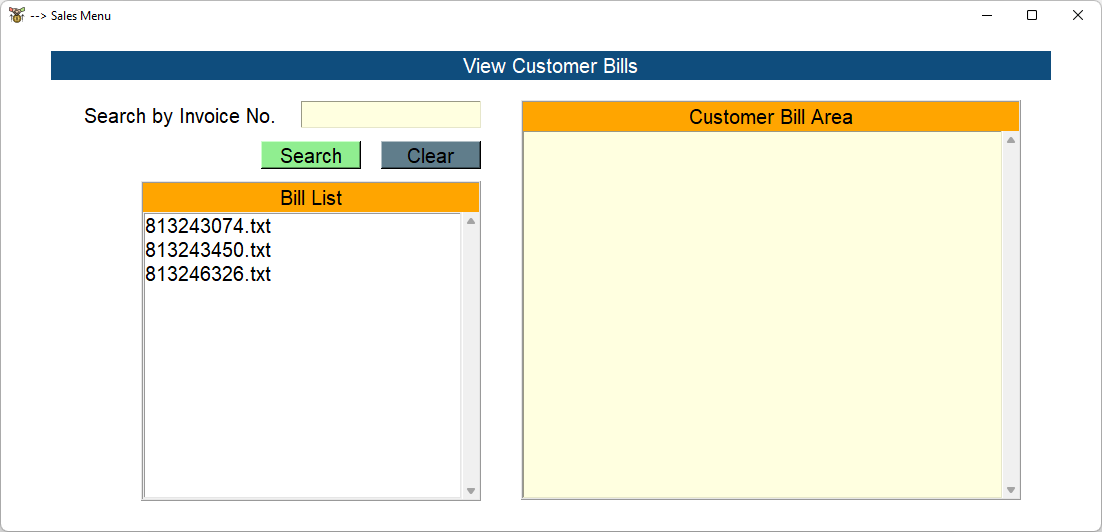 --> Sales Menu
View Customer Bills
Search by Invoice No.
Search Clear
Bill List
813243074.txt
813243450.txt
813246326.txt
Customer Bill Area